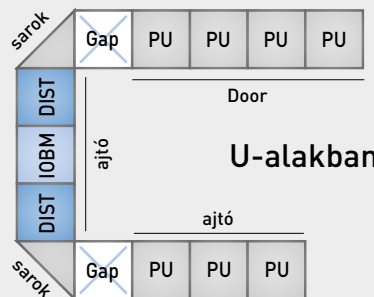 sarok
Gap PU PU PU PU
Door
DIST
IOBM
DIST
ajtó
U-alakban
ajtó
sarok
Gap PU PU PU